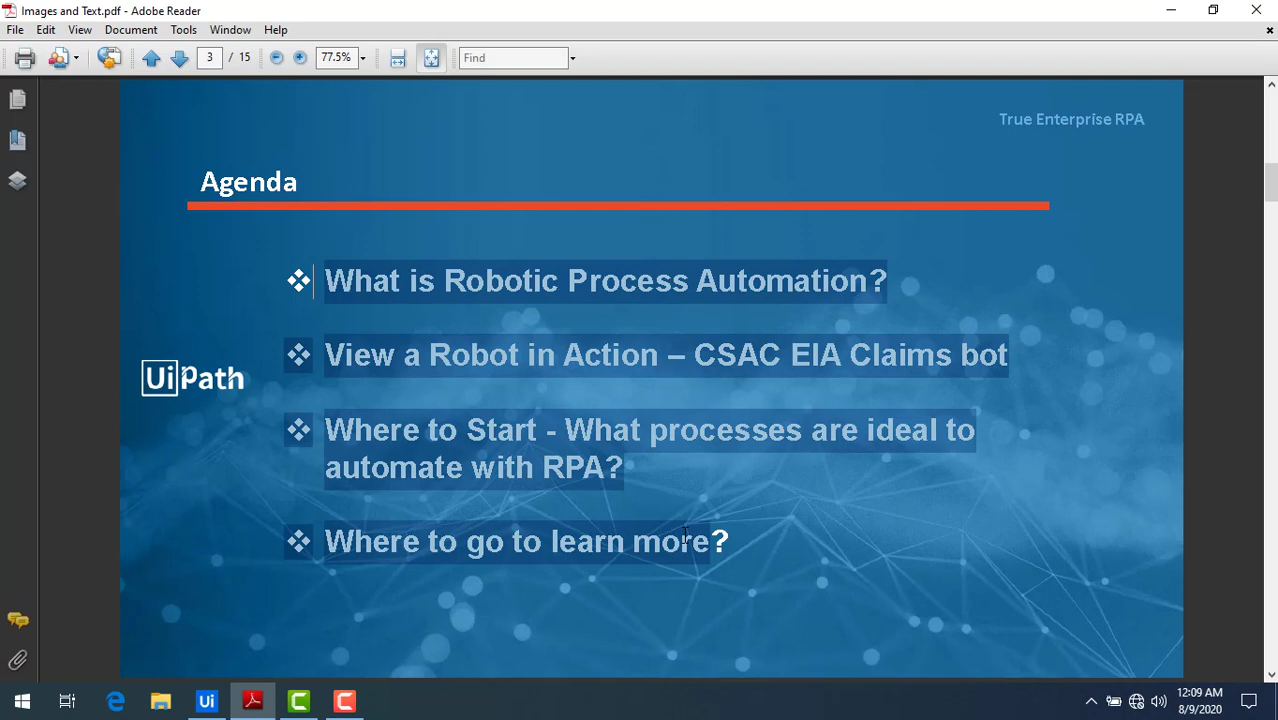 Images and Text.pdf - Adobe Reader
File Edit View Document Tools Window Help
3 / 15 77.5% Find
True Enterprise RPA
Agenda
What is Robotic Process Automation?
View a Robot in Action – CSAC EIA Claims bot
UiPath
Where to Start - What processes are ideal to
automate with RPA?
Where to go to learn more?
Ui
12:09 AM
8/9/2020